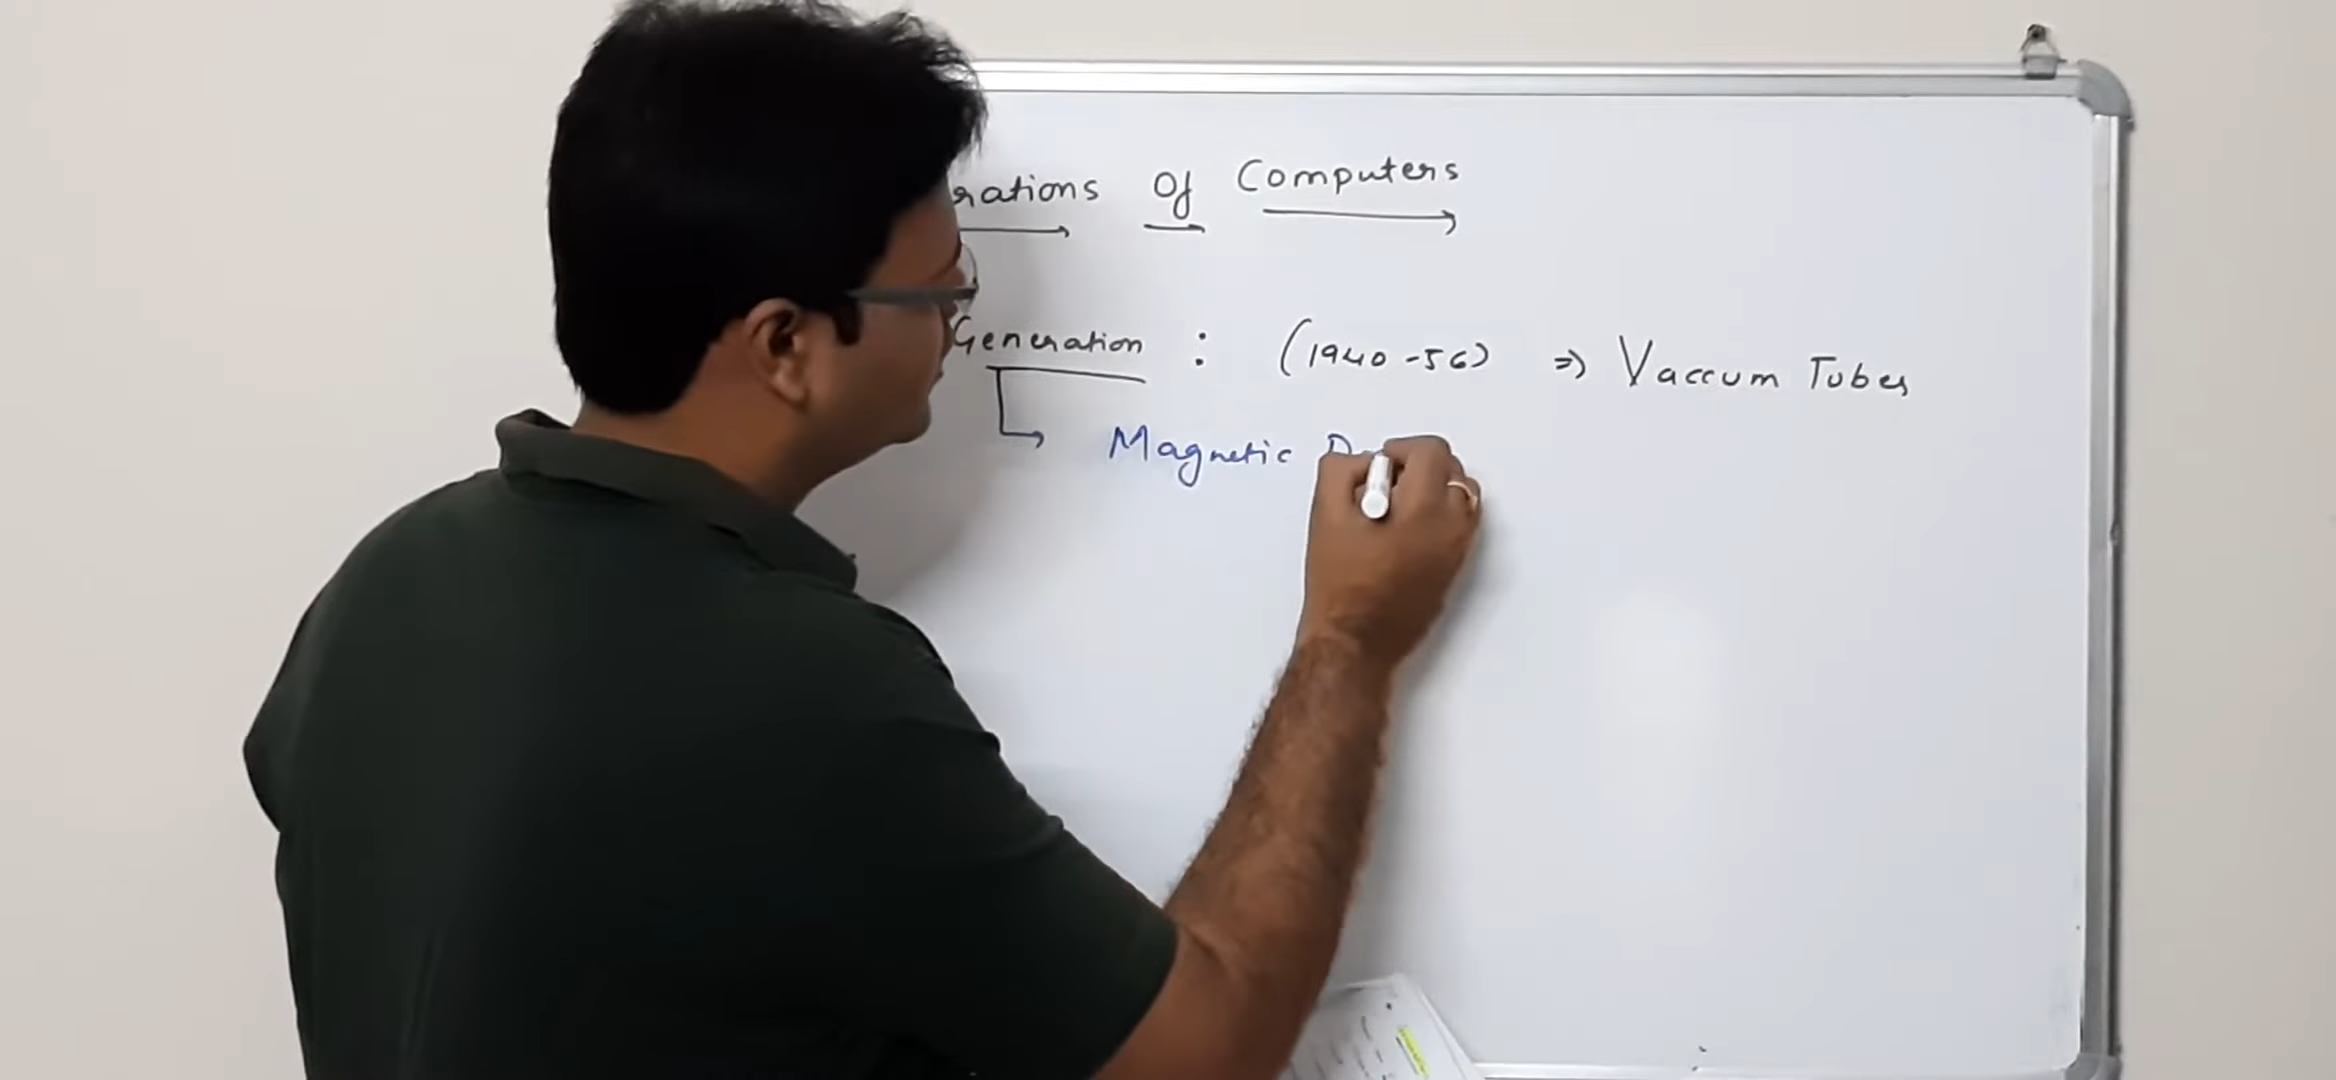 rations Of Computers
Generation : (1940-56) ⇒ Vaccum Tubes
Magnetic